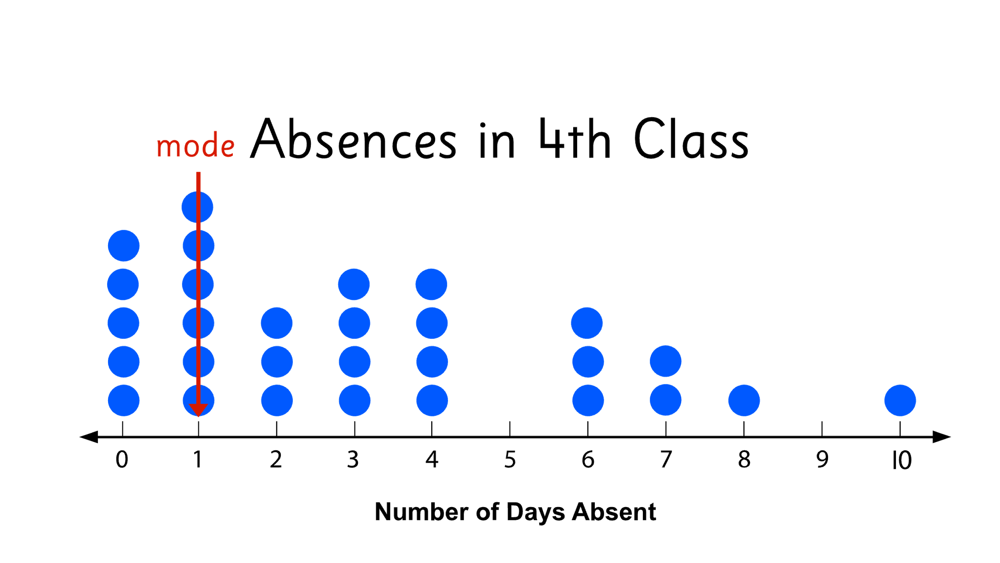 Absences in 4th Class
mode
0 1 2 3 4 5 6 7 8 9 10
Number of Days Absent